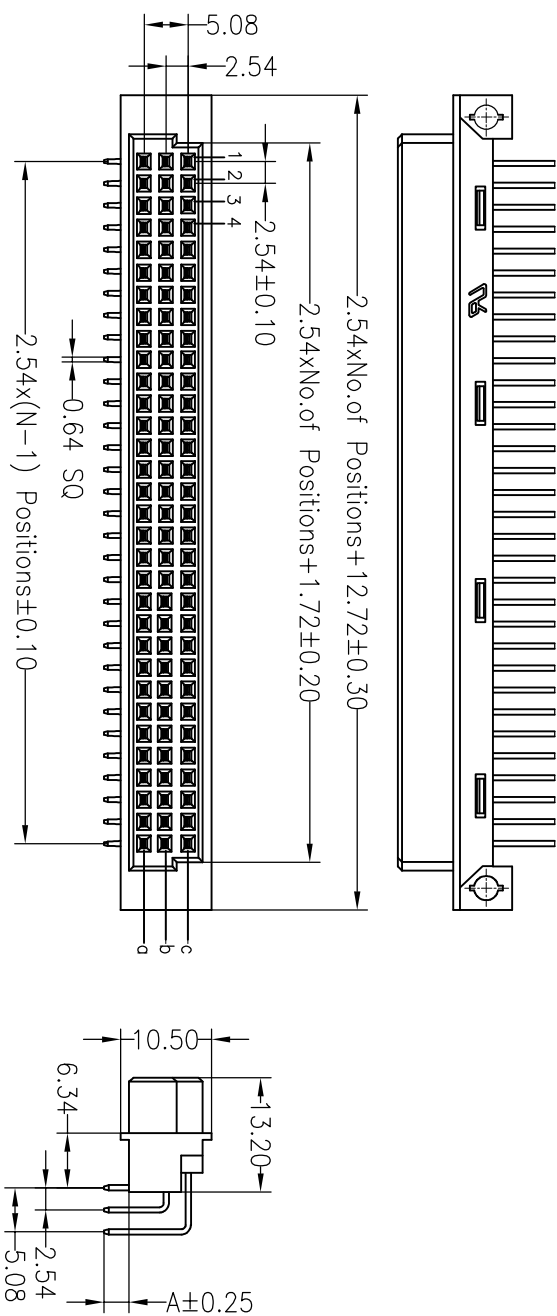 5.08
2.54
1
2
3
4
2.54±0.10
2.54xNo.of Positions+1.72±0.20
2.54xNo.of Positions+12.72±0.30
0.64 SQ
2.54x(N-1) Positions±0.10
a
b
c
10.50
6.34
13.20
2.54
5.08
A±0.25